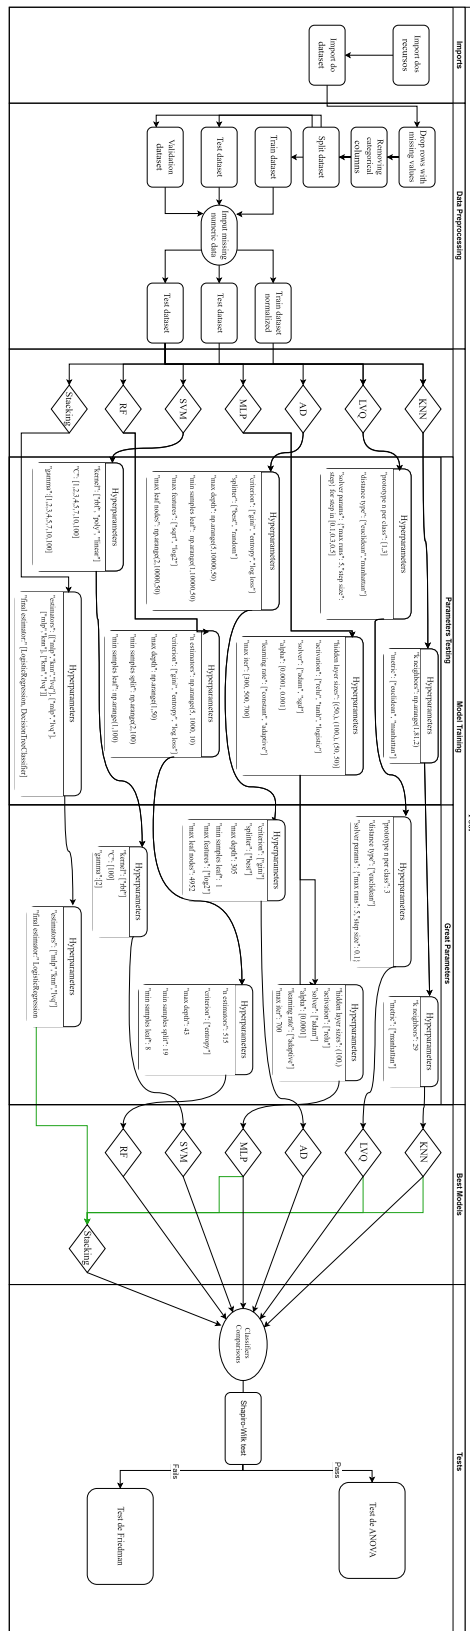 Imports
Import dos
recursos
Import do
dataset
Data Preprocessing
Drop rows with
missing values
Removing
categorical
columns
Split dataset
Train dataset
Test dataset
Validation
dataset
Imput missing
numeric data
Train dataset
normalized
Test dataset
Test dataset
Model Training
KNN
LVQ
AD
MLP
SVM
RF
Stacking
Parameters Testing
Hyperparameters
"k neighboes": np.arange(1,81,2)
"metric": ["euclidean", "manhattan"]
Hyperparameters
"prototype n per class": [1,3]
"distance type": ["euclidean","manhattan"]
"solver params": {"max runs": 5,"step size":
step} for step in [0.1,0.3,0.5]
Hyperparameters
"hidden layer sizes": [(50,), (100,), (50, 50)]
"activation": ["relu", "tanh", "logistic"]
"solver": ["adam", "sgd"]
"alpha": [0.0001, 0.001]
"learning rate": ["constant", "adaptive"]
"max iter": [300, 500, 700]
Hyperparameters
"criterion": ["gini", "entropy","log loss"]
"splitter": ["best", "random"]
"max depth": np.arange(5,10000,50)
"min samples leaf": np.arange(1,10000,50)
"max features": ["sqrt", "log2"]
"max leaf nodes": np.arange(2,10000,50)
Hyperparameters
"n estimators": np.arange(5, 1000, 10)
"criterion": ["gini", "entropy", "log loss"]
"max depth": np.arange(1,50)
"min samples split": np.arange(2,100)
"min samples leaf": np.arange(1,100)
Hyperparameters
"kernel": ["rbf", "poly", "linear"]
"C": [1,2,3,4,5,7,10,100]
"gamma":[1,2,3,4,5,7,10,100]
Hyperparameters
"estimators": [["mlp","knn","lvq"], ["mlp","lvq"],
["mlp","knn"], ["knn","lvq"]]
"final estimator": [LogisticRegression, DecisionTreeClassifier]
Great Parameters
Hyperparameters
"k neighbors": 29
"metric": ["manhattan"]
Hyperparameters
"prototype n per class": 3
"distance type": ["euclidean"]
"solver params": {"max runs": 5,"step size": 0.1}
Hyperparameters
"hidden layer sizes": (100,)
"activation": ["relu"]
"solver": ["adam"]
"alpha": [0.0001]
"learning rate": ["adaptive"]
"max iter": 700
Hyperparameters
"criterion": ["gini"]
"splitter": ["best"]
"max depth": 305
"min samples leaf": 1
"max features": ["log2"]
"max leaf nodes": 4952
Hyperparameters
"n estimators": 515
"criterion": ["entropy"]
"max depth": 43
"min samples split": 19
"min samples leaf": 8
Hyperparameters
"kernel": ["rbf"]
"C": [100]
"gamma":[2]
Hyperparameters
"estimators": ["mlp","knn","lvq"]
"final estimator:" LogisticRegression
Best Models
KNN
LVQ
AD
MLP
SVM
RF
Stacking
Tests
Classifiers
Comparisons
Shapiro-Wilk test
Pass
Fails
Test de ANOVA
Test de
Friedman